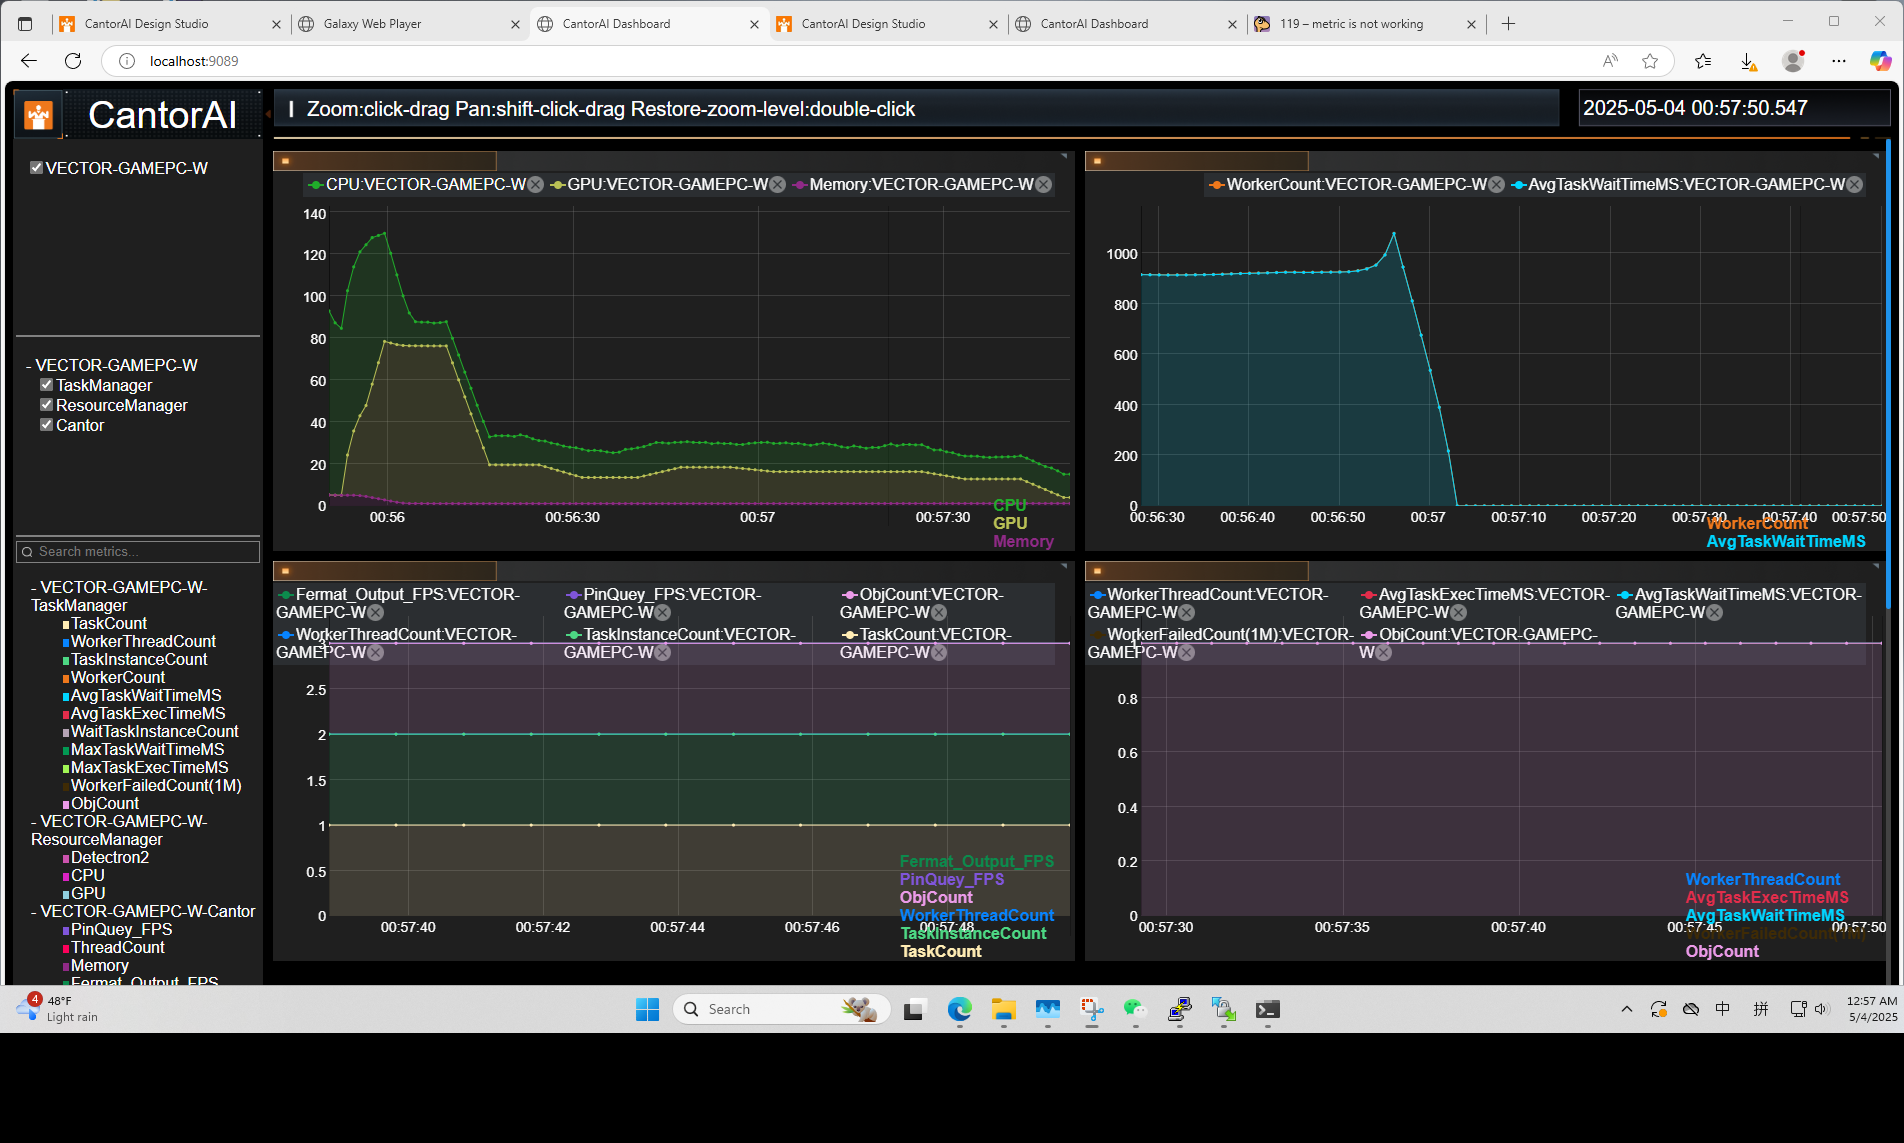 CantorAI Design Studio
Galaxy Web Player
CantorAI Dashboard
CantorAI Design Studio
CantorAI Dashboard
119 – metric is not working
localhost:9089
CantorAI
Zoom:click-drag Pan:shift-click-drag Restore-zoom-level:double-click
2025-05-04 00:57:50.547
VECTOR-GAMEPC-W
- VECTOR-GAMEPC-W
TaskManager
ResourceManager
Cantor
Search metrics...
- VECTOR-GAMEPC-W-
TaskManager
TaskCount
WorkerThreadCount
TaskInstanceCount
WorkerCount
AvgTaskWaitTimeMS
AvgTaskExecTimeMS
WaitTaskInstanceCount
MaxTaskWaitTimeMS
MaxTaskExecTimeMS
WorkerFailedCount(1M)
ObjCount
- VECTOR-GAMEPC-W-
ResourceManager
Detectron2
CPU
GPU
- VECTOR-GAMEPC-W-Cantor
PinQuey_FPS
ThreadCount
Memory
Fermat_Output_FPS
CPU:VECTOR-GAMEPC-W GPU:VECTOR-GAMEPC-W Memory:VECTOR-GAMEPC-W
140
120
100
80
60
40
20
0
00:56 00:56:30 00:57 00:57:30
CPU
GPU
Memory
WorkerCount:VECTOR-GAMEPC-W AvgTaskWaitTimeMS:VECTOR-GAMEPC-W
1000
800
600
400
200
0
00:56:30 00:56:40 00:56:50 00:57 00:57:10 00:57:20 00:57:30 00:57:40 00:57:50
WorkerCount
AvgTaskWaitTimeMS
Fermat_Output_FPS:VECTOR- PinQuey_FPS:VECTOR- ObjCount:VECTOR-
GAMEPC-W GAMEPC-W GAMEPC-W
WorkerThreadCount:VECTOR- TaskInstanceCount:VECTOR- TaskCount:VECTOR-
GAMEPC-W GAMEPC-W GAMEPC-W
3
2.5
2
1.5
1
0.5
0
00:57:40 00:57:42 00:57:44 00:57:46 00:57:48
Fermat_Output_FPS
PinQuey_FPS
ObjCount
WorkerThreadCount
TaskInstanceCount
TaskCount
WorkerThreadCount:VECTOR- AvgTaskExecTimeMS:VECTOR- AvgTaskWaitTimeMS:VECTOR-
GAMEPC-W GAMEPC-W GAMEPC-W
WorkerFailedCount(1M):VECTOR- ObjCount:VECTOR-GAMEPC-
GAMEPC-W W
1
0.8
0.6
0.4
0.2
0
00:57:30 00:57:35 00:57:40 00:57:45 00:57:50
WorkerThreadCount
AvgTaskExecTimeMS
AvgTaskWaitTimeMS
WorkerFailedCount(1M)
ObjCount
4
48°F
Light rain
Search
中
拼
12:57 AM
5/4/2025